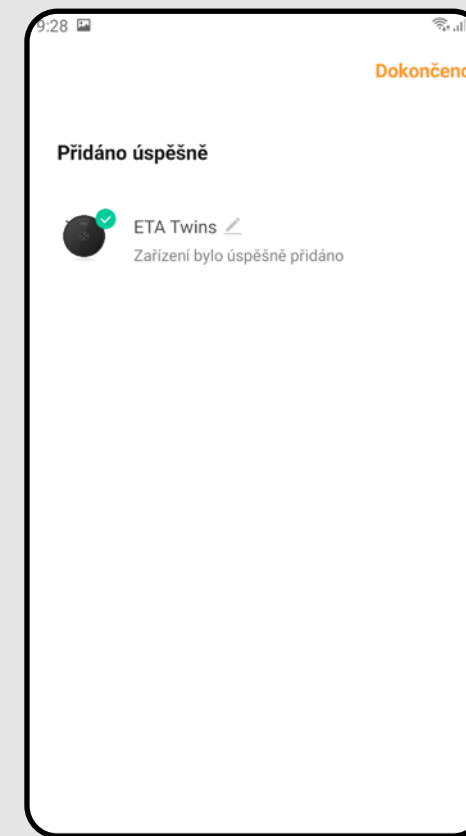 9:28
Dokončeno
Přidáno úspěšně
ETA Twins
Zařízení bylo úspěšně přidáno